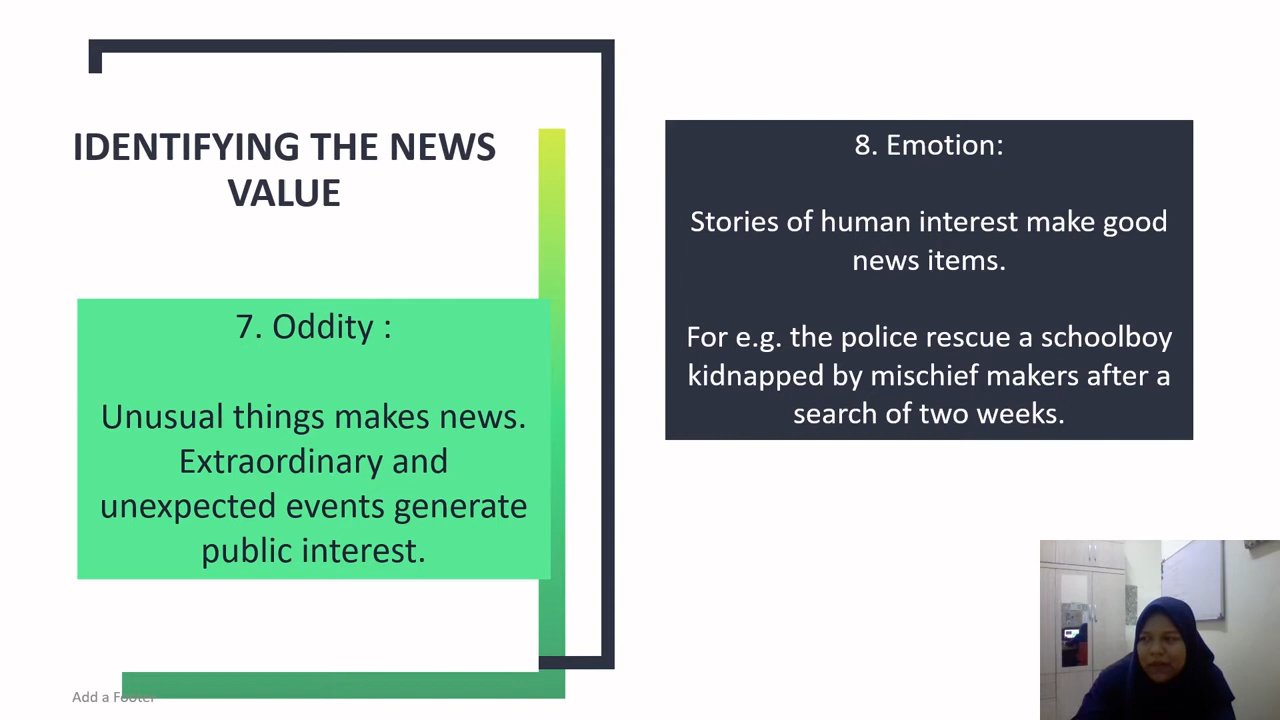 IDENTIFYING THE NEWS
VALUE
7. Oddity :
Unusual things makes news.
Extraordinary and
unexpected events generate
public interest.
8. Emotion:
Stories of human interest make good
news items.
For e.g. the police rescue a schoolboy
kidnapped by mischief makers after a
search of two weeks.
Add a Footer